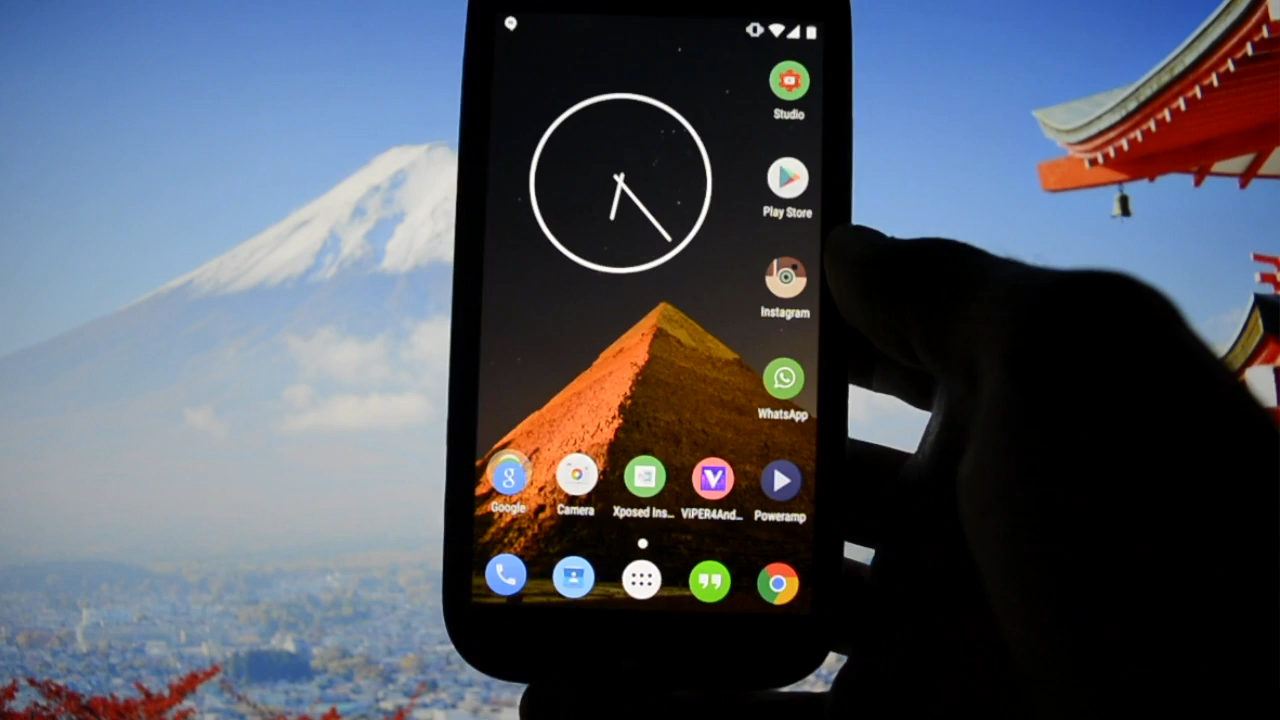 Studio
Play Store
Instagram
WhatsApp
Google
Camera
Xposed Ins...
ViPER4And...
Poweramp